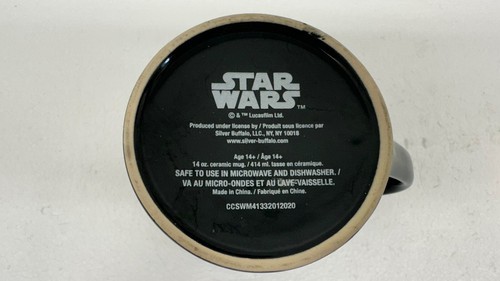 STAR
WARS™
© & ™ Lucasfilm Ltd.
Produced under license by / Produit sous licence par
Silver Buffalo, LLC., NY, NY 10018
www.silver-buffalo.com
Age 14+ / Âge 14+
14 oz. ceramic mug. / 414 ml. tasse en céramique.
SAFE TO USE IN MICROWAVE AND DISHWASHER. /
VA AU MICRO-ONDES ET AU LAVE-VAISSELLE.
Made in China. / Fabriqué en China.
CCSWM41332012020